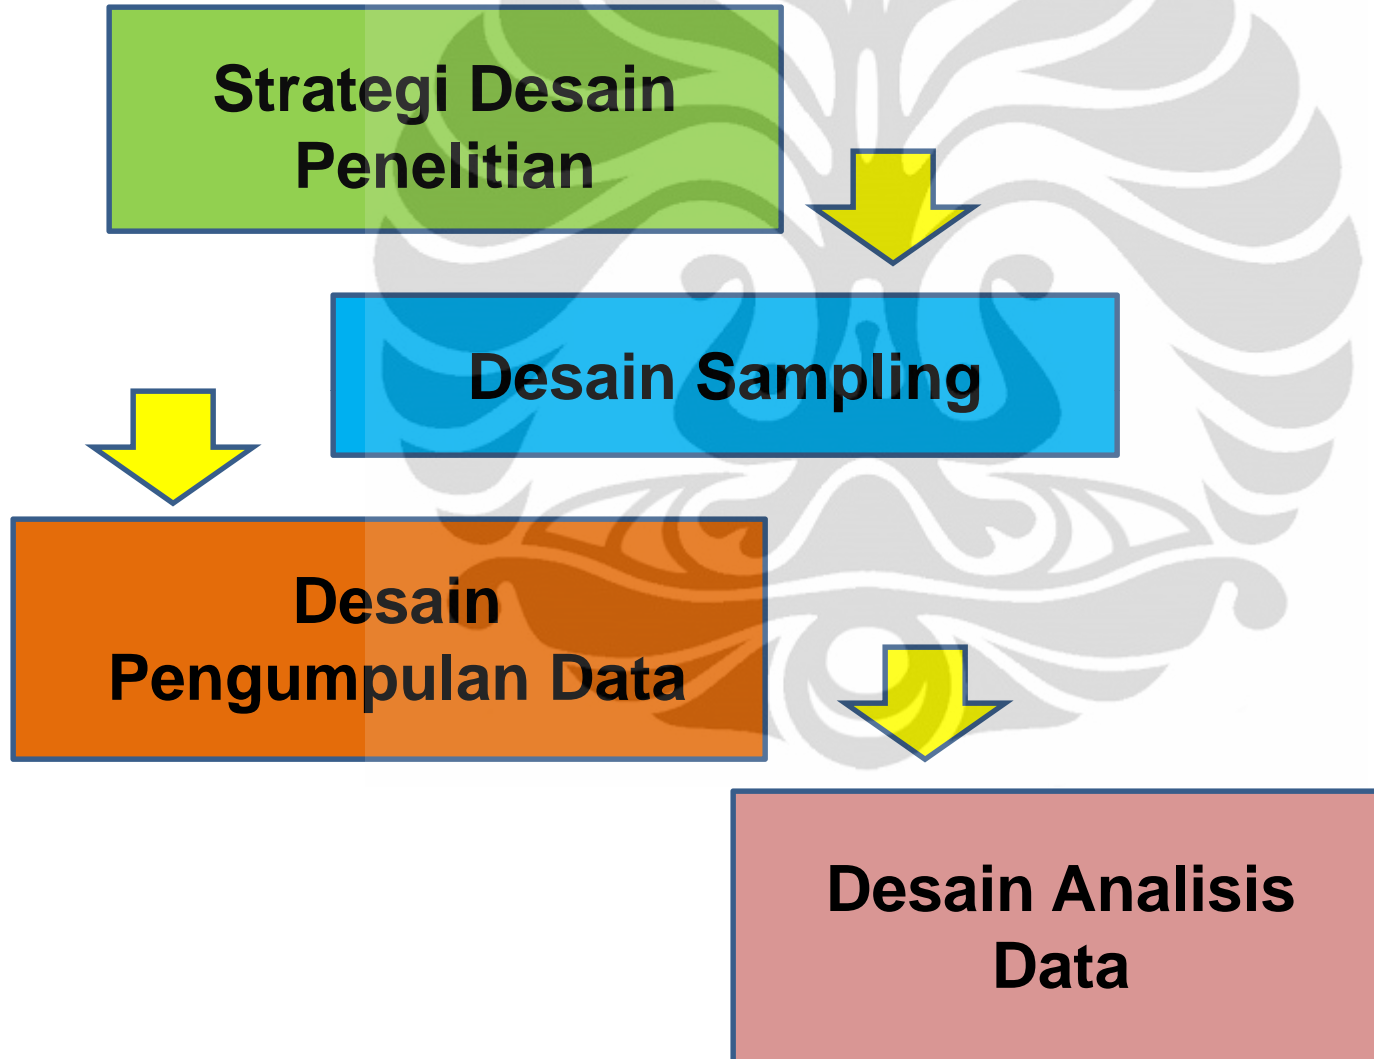 Strategi Desain
Penelitian
Desain Sampling
Desain
Pengumpulan Data
Desain Analisis
Data